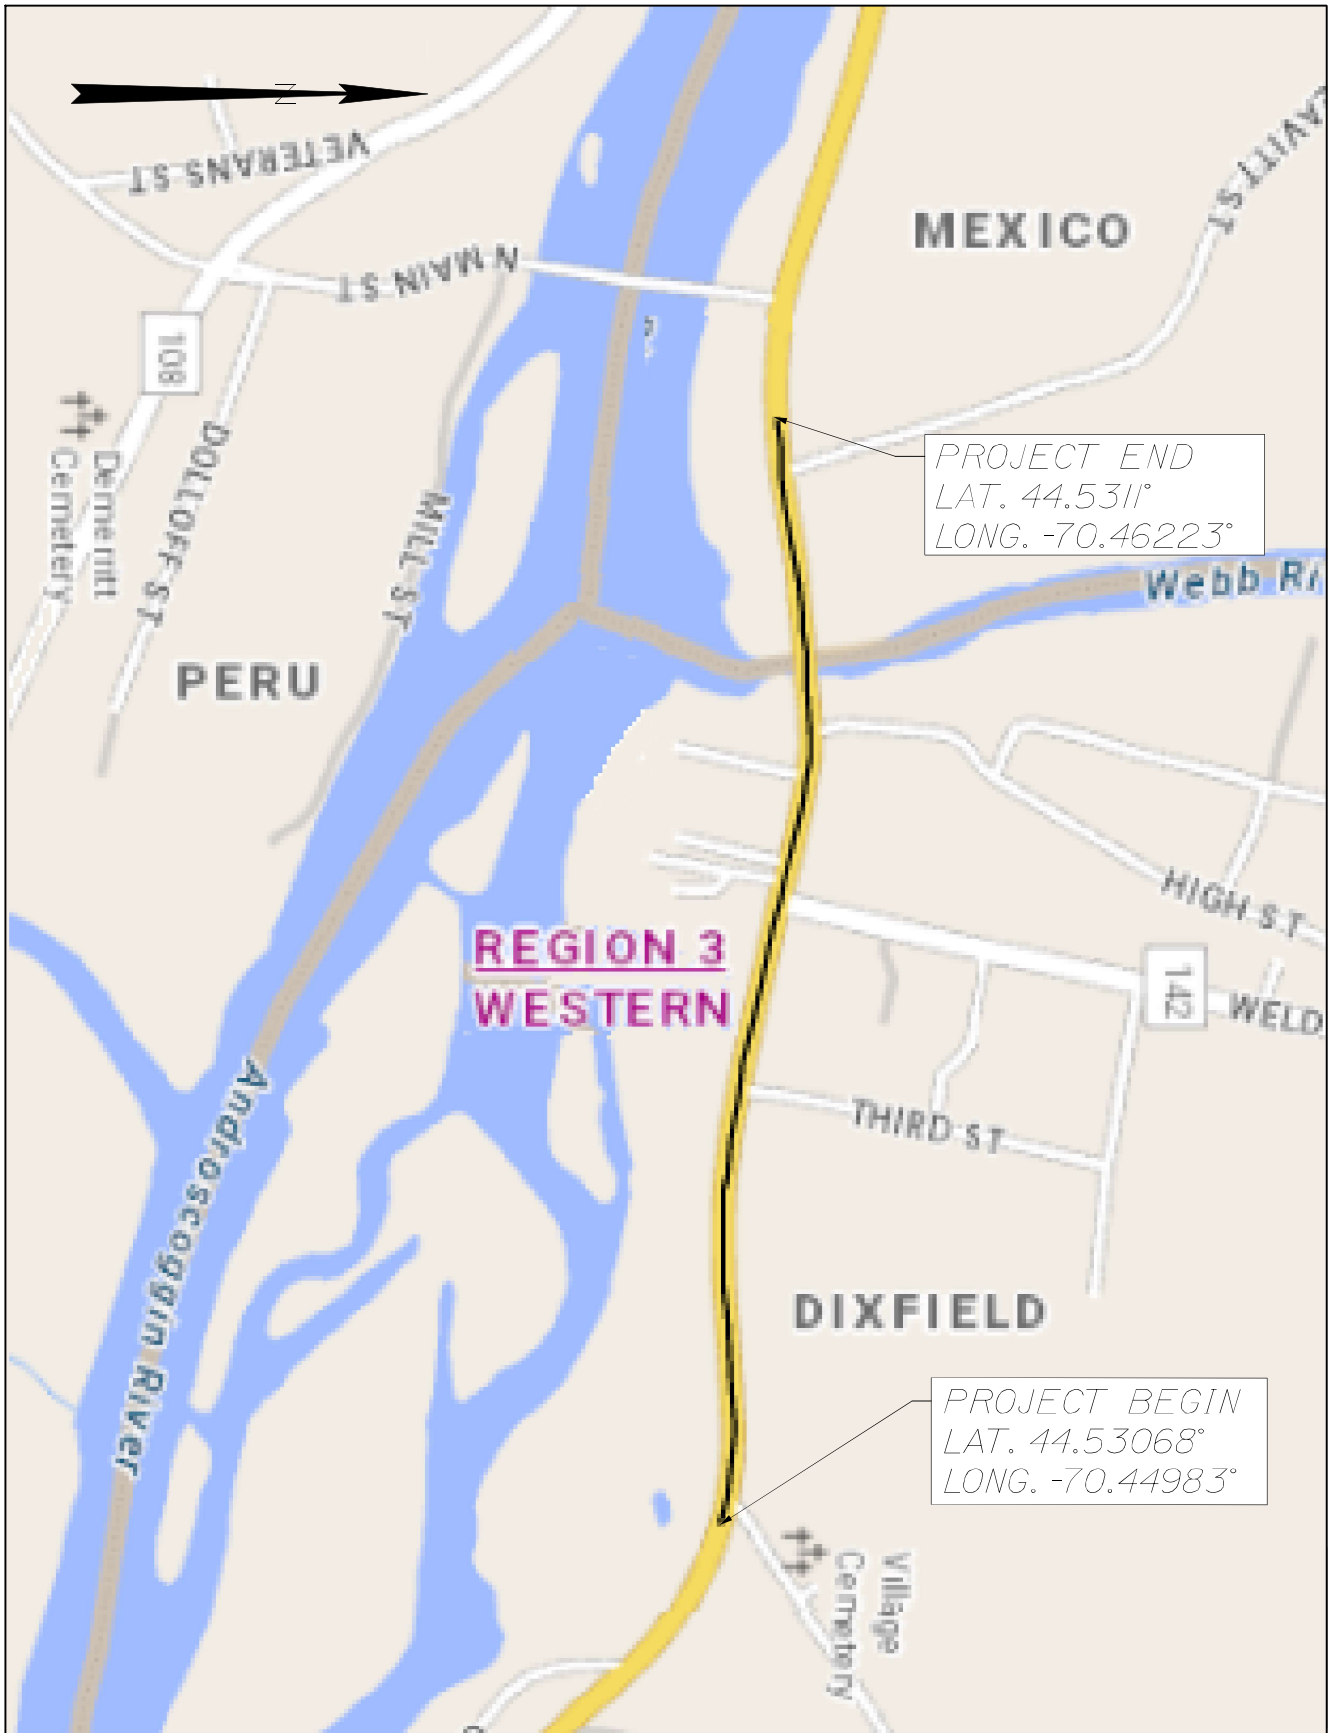 N
VETERANS ST
N MAIN ST
MEXICO
108
Demeritt
Cemetery
DOLLOFF ST
MILL ST
PROJECT END
LAT. 44.5311°
LONG. -70.46223°
Webb Ri
PERU
HIGH ST
REGION 3
WESTERN
142
WELD
THIRD ST
Androscoggin River
DIXFIELD
PROJECT BEGIN
LAT. 44.53068°
LONG. -70.44983°
Village
Cemetery